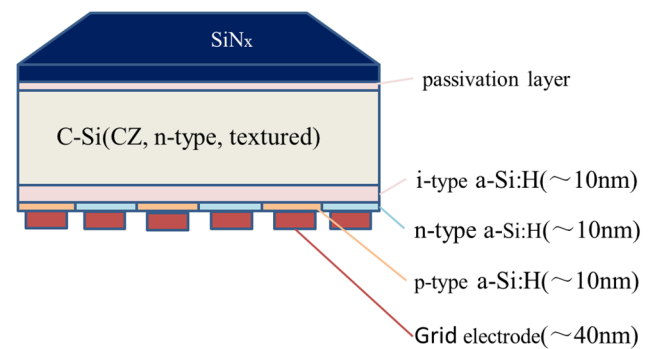 SiNx
passivation layer
C-Si(CZ, n-type, textured)
i-type a-Si:H(～10nm)
n-type a-Si:H(～10nm)
p-type a-Si:H(～10nm)
Grid electrode(～40nm)